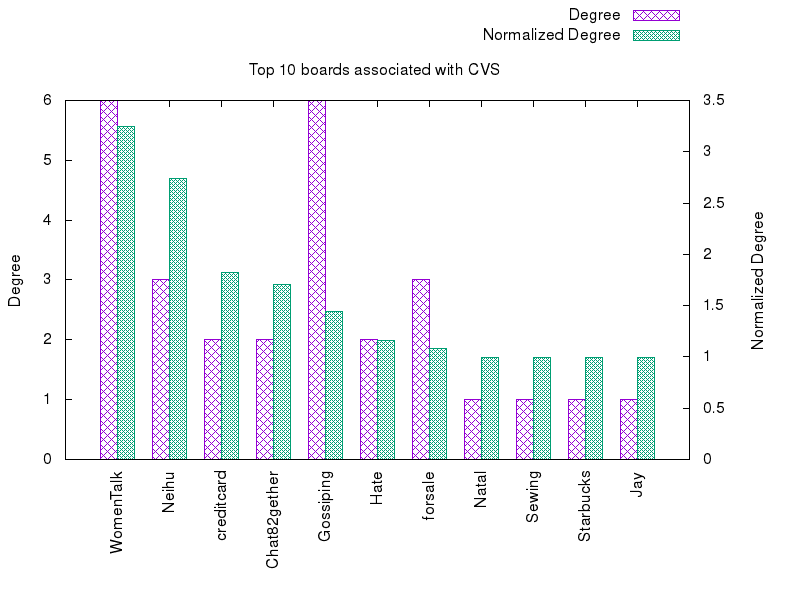 Degree
Normalized Degree
Top 10 boards associated with CVS
6
5
4
3
2
1
0
3.5
3
2.5
2
1.5
1
0.5
0
Degree
Normalized Degree
WomenTalk
Neihu
creditcard
Chat82gether
Gossiping
Hate
forsale
Natal
Sewing
Starbucks
Jay